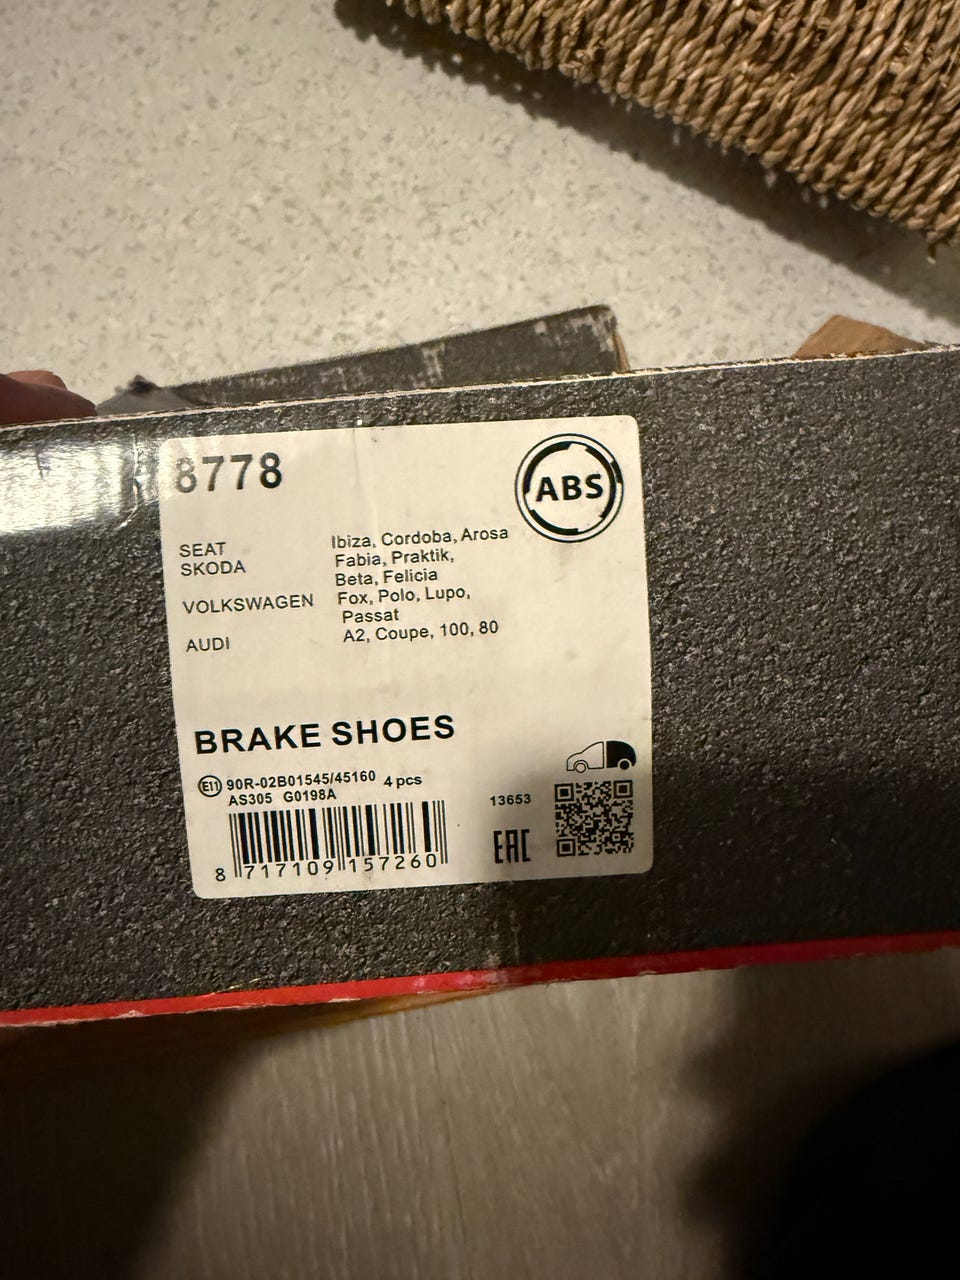 8778
ABS
SEAT Ibiza, Cordoba, Arosa
SKODA Fabia, Praktik,
Beta, Felicia
VOLKSWAGEN Fox, Polo, Lupo,
Passat
AUDI A2, Coupe, 100, 80
BRAKE SHOES
E11 90R-02B01545/45160 4 pcs
AS305 G0198A
13653
EAC
8 717109 157260